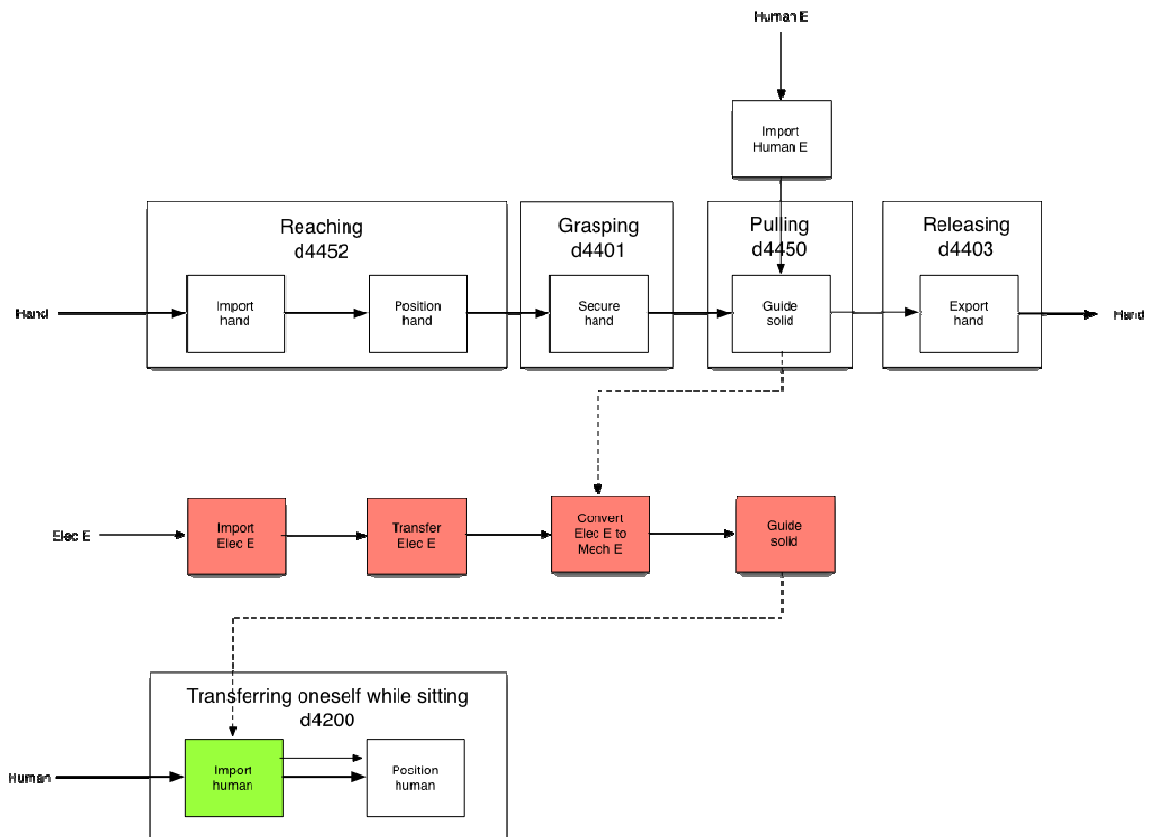 Human E
Import
Human E
Reaching
d4452
Grasping
d4401
Pulling
d4450
Releasing
d4403
Hand
Import
hand
Position
hand
Secure
hand
Guide
solid
Export
hand
Hand
Elec E
Import
Elec E
Transfer
Elec E
Convert
Elec E to
Mech E
Guide
solid
Transferring oneself while sitting
d4200
Human
Import
human
Position
human